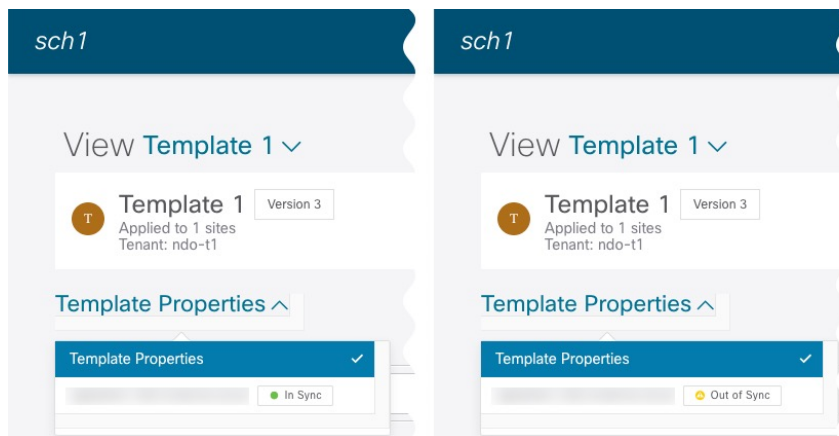 sch1
View Template 1
T
Template 1
Version 3
Applied to 1 sites
Tenant: ndo-t1
Template Properties
Template Properties
In Sync
sch1
View Template 1
T
Template 1
Version 3
Applied to 1 sites
Tenant: ndo-t1
Template Properties
Template Properties
Out of Sync